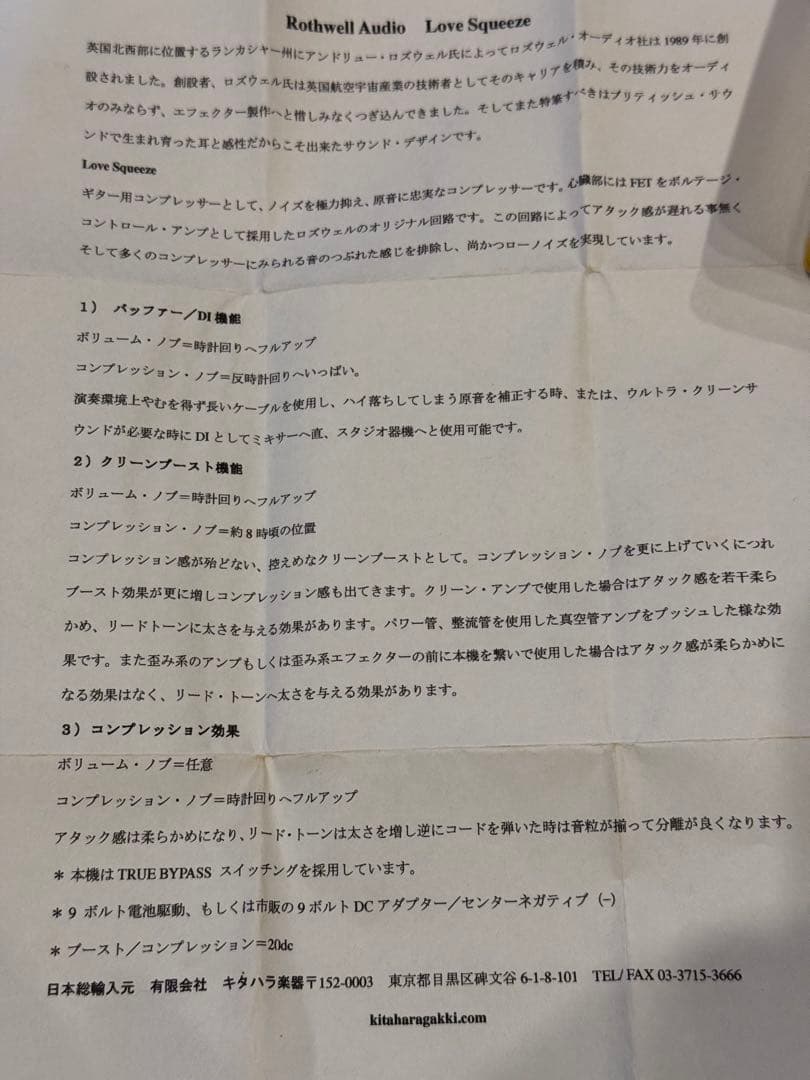 Rothwell Audio Love Squeeze
英国北西部に位置するランカシャー州にアンドリュー・ロズウェル氏によってロズウェル・オーディオ社は1989年に創
設されました。創設者、ロズウェル氏は英国航空宇宙産業の技術者としてそのキャリアを積み、その技術力をオーディ
オのみならず、エフェクター製作へと惜しみなくつぎ込んできました。そしてまた特筆すべきはブリティッシュ・サウ
ンドで生まれ育った耳と感性だからこそ出来たサウンド・デザインです。
Love Squeeze
ギター用コンプレッサーとして、ノイズを極力抑え、原音に忠実なコンプレッサーです。心臓部にはFETをボルテージ・
コントロール・アンプとして採用したロズウェルのオリジナル回路です。この回路によってアタック感が遅れる事無く
そして多くのコンプレッサーにみられる音のつぶれた感じを排除し、尚かつローノイズを実現しています。
1） バッファー／DI機能
ボリューム・ノブ＝時計回りへフルアップ
コンプレッション・ノブ＝反時計回りへいっぱい。
演奏環境上やむを得ず長いケーブルを使用し、ハイ落ちしてしまう原音を補正する時、または、ウルトラ・クリーンサ
ウンドが必要な時にDIとしてミキサーへ直、スタジオ器機へと使用可能です。
2）クリーンブースト機能
ボリューム・ノブ＝時計回りへフルアップ
コンプレッション・ノブ＝約8時頃の位置
コンプレッション感が殆どない、控えめなクリーンブーストとして。コンプレッション・ノブを更に上げていくにつれ
ブースト効果が更に増しコンプレッション感も出てきます。クリーン・アンプで使用した場合はアタック感を若干柔ら
かめ、リードトーンに太さを与える効果があります。パワー管、整流管を使用した真空管アンプをプッシュした様な効
果です。また歪み系のアンプもしくは歪み系エフェクターの前に本機を繋いで使用した場合はアタック感が柔らかめに
なる効果はなく、リード・トーンへ太さを与える効果があります。
3）コンプレッション効果
ボリューム・ノブ＝任意
コンプレッション・ノブ＝時計回りへフルアップ
アタック感は柔らかめになり、リード・トーンは太さを増し逆にコードを弾いた時は音粒が揃って分離が良くなります。
＊本機はTRUE BYPASS スイッチングを採用しています。
＊9 ボルト電池駆動、もしくは市販の9ボルトDCアダプター／センターネガティブ（-）
＊ブースト／コンプレッション＝20dc
日本総輸入元 有限会社 キタハラ楽器〒152-0003 東京都目黒区碑文谷6-1-8-101 TEL/ FAX 03-3715-3666
kitaharagakki.com